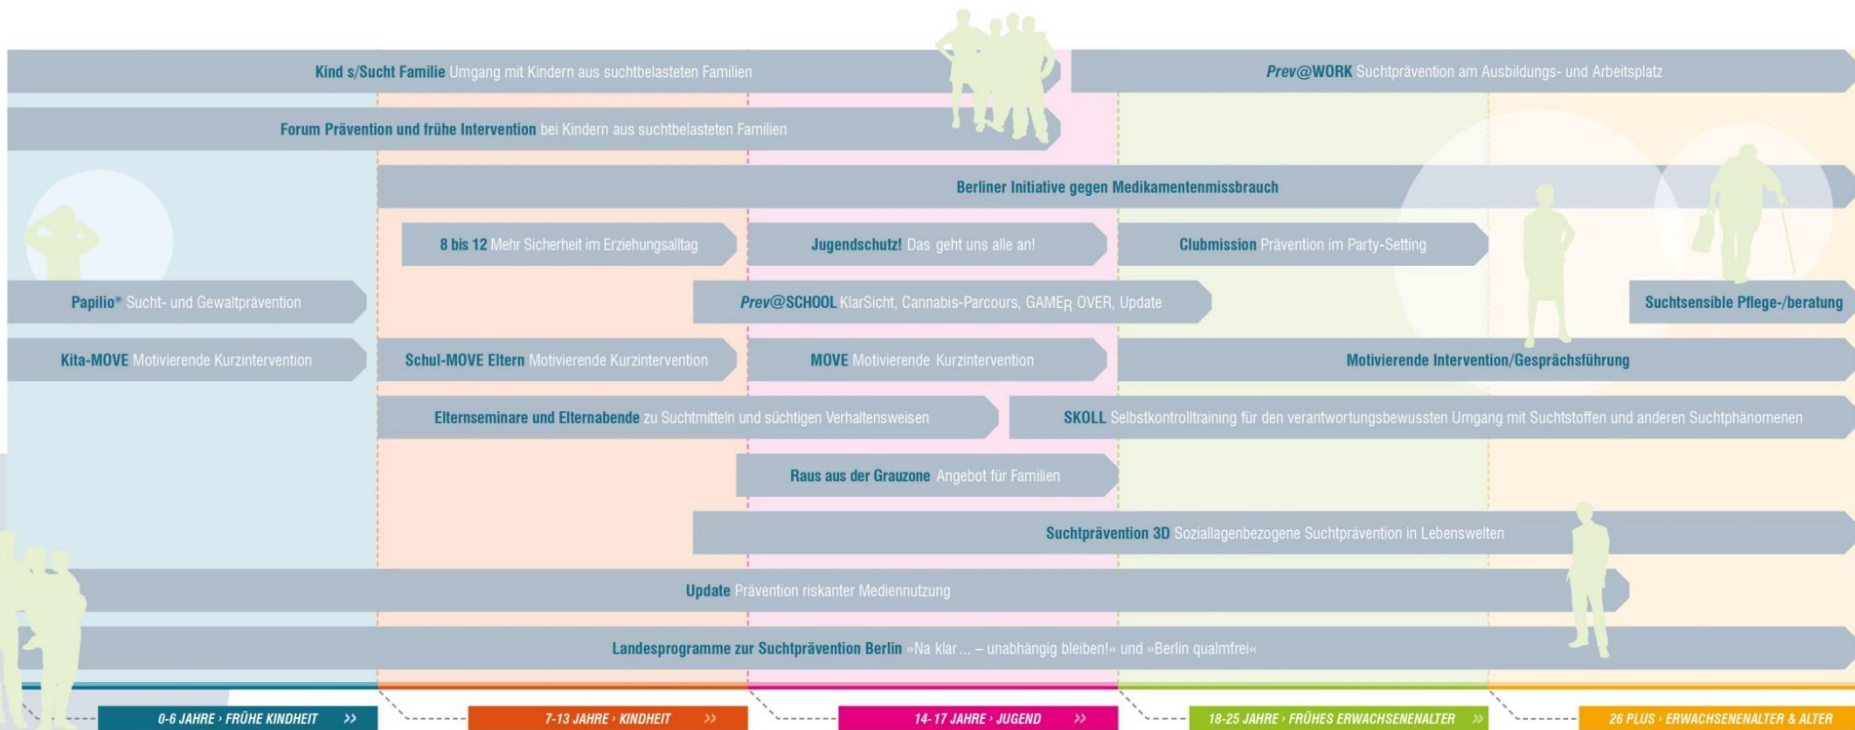 Kind s/Sucht Familie Umgang mit Kindern aus suchtbelasteten Familien
Prev@WORK Suchtprävention am Ausbildungs- und Arbeitsplatz
Forum Prävention und frühe Intervention bei Kindern aus suchtbelasteten Familien
Berliner Initiative gegen Medikamentenmissbrauch
8 bis 12 Mehr Sicherheit im Erziehungsalltag
Jugendschutz! Das geht uns alle an!
Clubmission Prävention im Party-Setting
Papilio® Sucht- und Gewaltprävention
Prev@SCHOOL KlarSicht, Cannabis-Parcours, GAMER OVER, Update
Suchtsensible Pflege-/beratung
Kita-MOVE Motivierende Kurzintervention
Schul-MOVE Eltern Motivierende Kurzintervention
MOVE Motivierende Kurzintervention
Motivierende Intervention/Gesprächsführung
Elternseminare und Elternabende zu Suchtmitteln und süchtigen Verhaltensweisen
SKOLL Selbstkontrolltraining für den verantwortungsbewussten Umgang mit Suchtstoffen und anderen Suchtphänomenen
Raus aus der Grauzone Angebot für Familien
Suchtprävention 3D Soziallagenbezogene Suchtprävention in Lebenswelten
Update Prävention riskanter Mediennutzung
Landesprogramme zur Suchtprävention Berlin »Na klar ... – unabhängig bleiben!« und »Berlin qualmfrei«
0-6 JAHRE › FRÜHE KINDHEIT »
7-13 JAHRE › KINDHEIT »
14-17 JAHRE › JUGEND »
18-25 JAHRE › FRÜHES ERWACHSENENALTER »
26 PLUS › ERWACHSENENALTER & ALTER